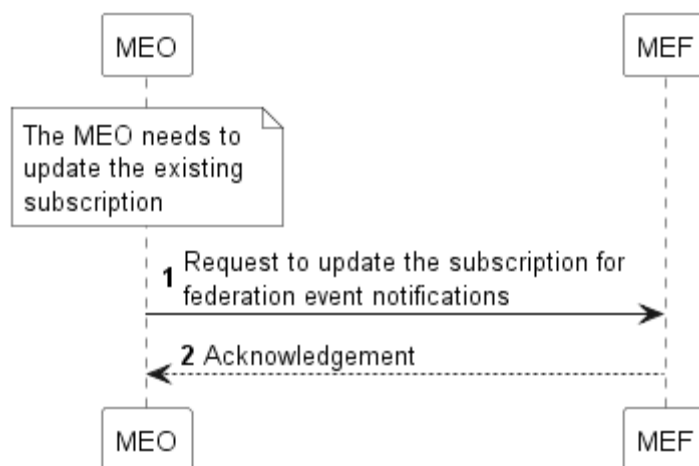 MEO
MEF
The MEO needs to
update the existing
subscription
1 Request to update the subscription for
federation event notifications
2 Acknowledgement
MEO
MEF